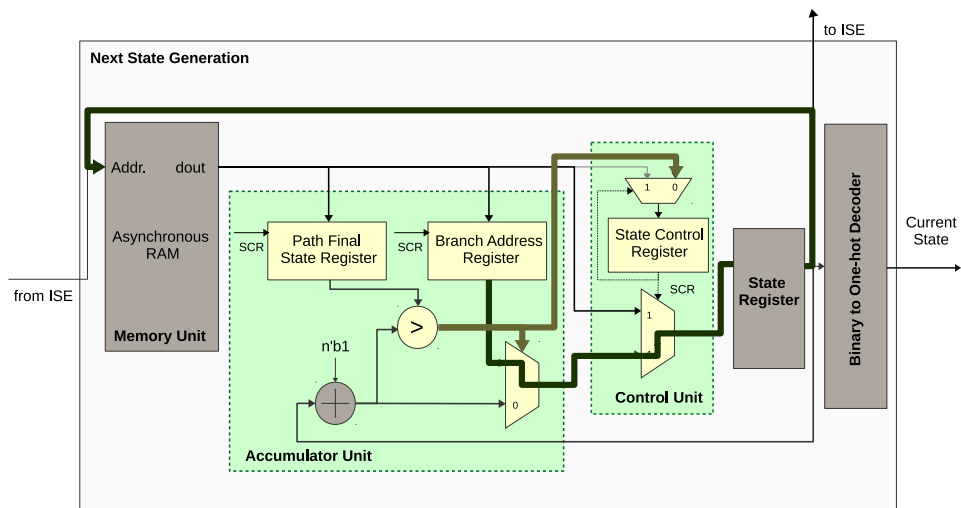 to ISE
Next State Generation
Addr. dout
Asynchronous
RAM
Memory Unit
from ISE
SCR
Path Final
State Register
SCR
Branch Address
Register
>
n'b1
0
Accumulator Unit
1 0
State Control
Register
SCR
1
Control Unit
State
Register
Binary to One-hot Decoder
Current
State